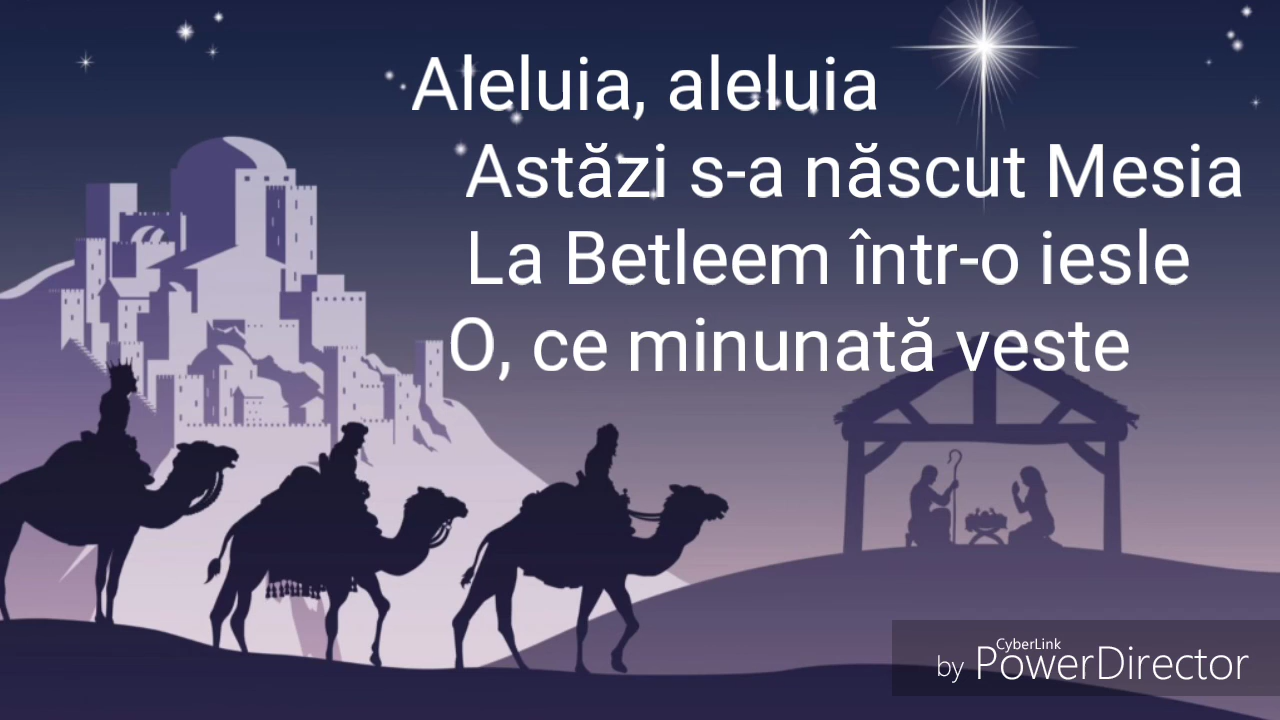 Aleluia, aleluia
Astăzi s-a născut Mesia
La Betleem într-o iesle
O, ce minunată veste
CyberLink
by PowerDirector